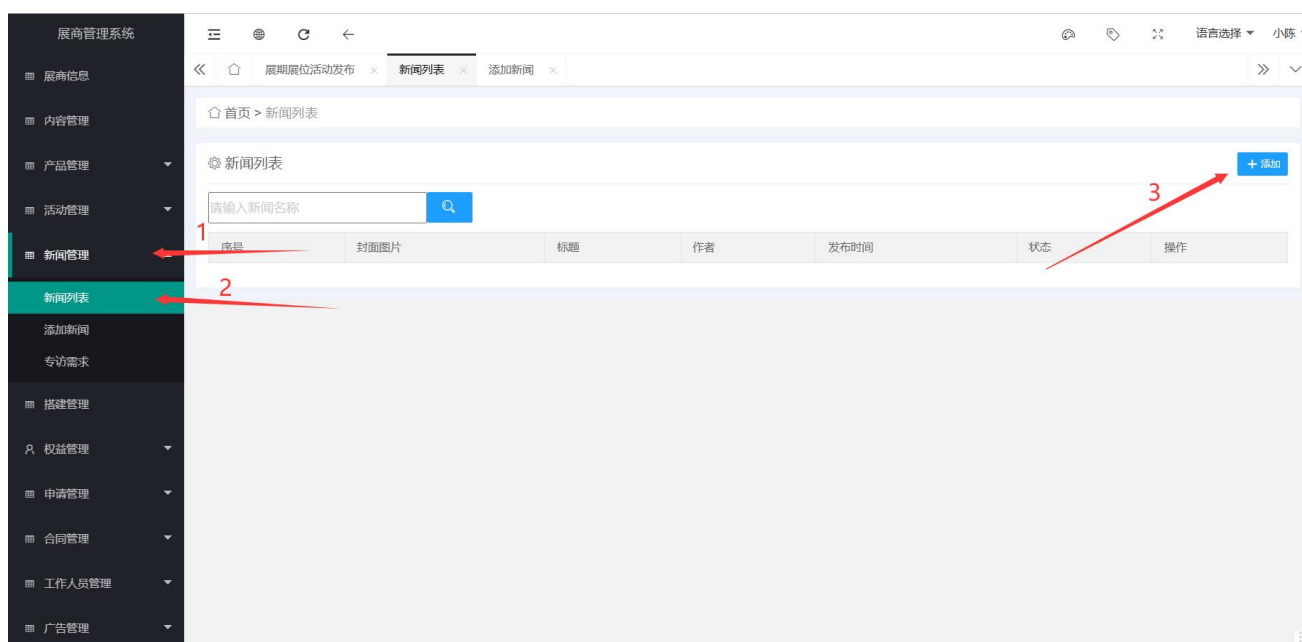 展商管理系统
语言选择 小陈
展商信息
展期展位活动发布 × 新闻列表 × 添加新闻 ×
首页 > 新闻列表
内容管理
产品管理
新闻列表
+ 添加
3
请输入新闻名称
活动管理
1
序号 封面图片 标题 作者 发布时间 状态 操作
新闻管理
2
新闻列表
添加新闻
专访需求
搭建管理
权益管理
申请管理
合同管理
工作人员管理
广告管理